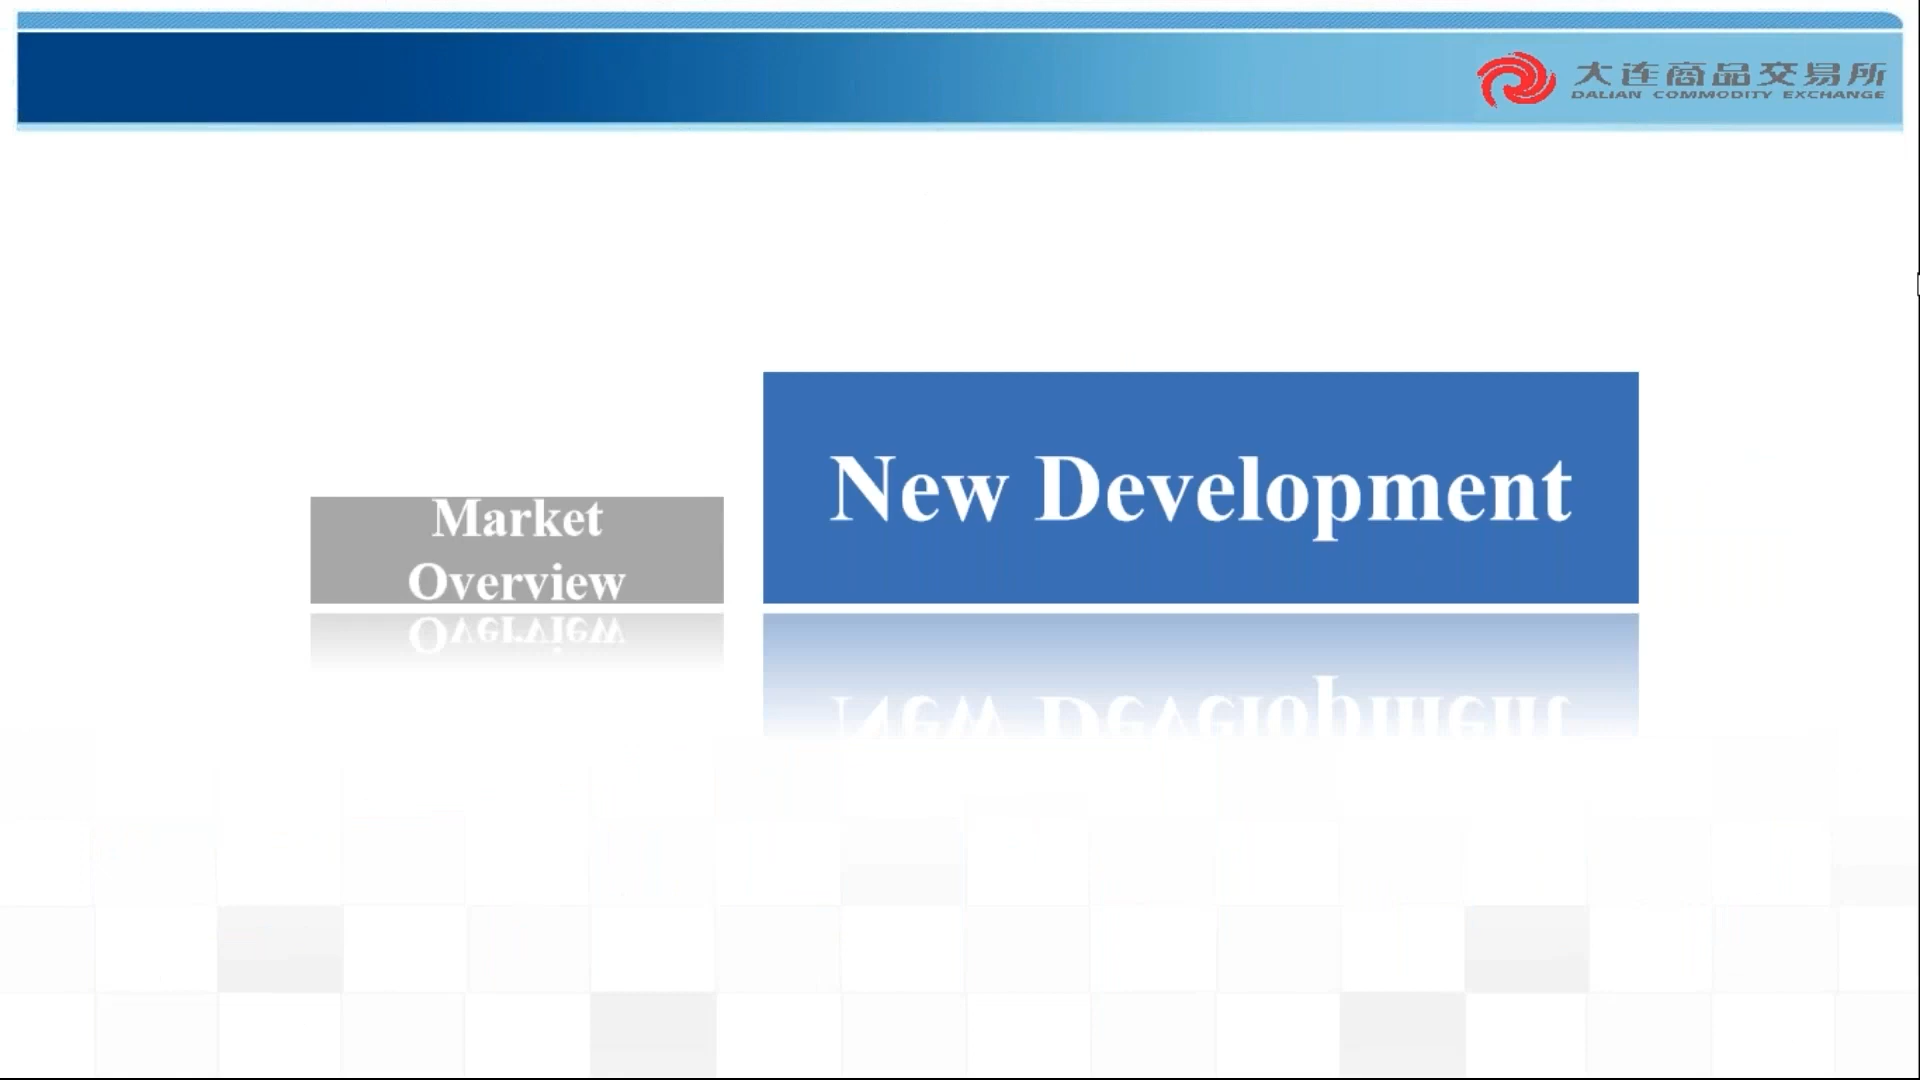 大连商品交易所
DALIAN COMMODITY EXCHANGE
Market
Overview
New Development